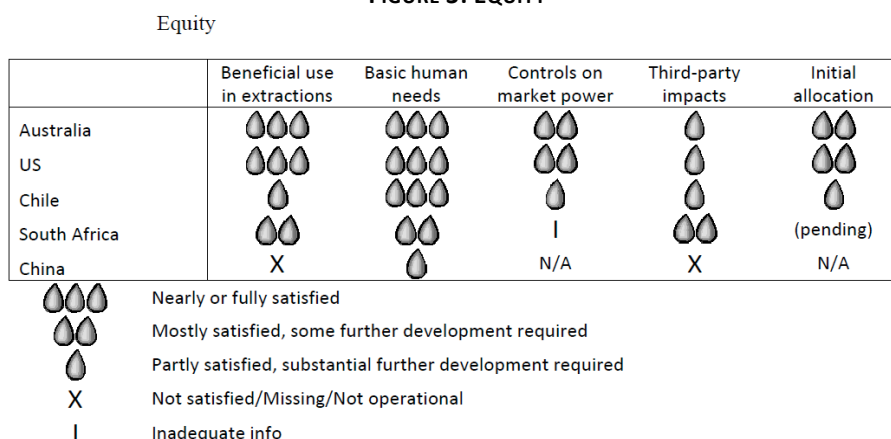 Equity
Beneficial use in extractions Basic human needs Controls on market power Third-party impacts Initial allocation
Australia
US
Chile
South Africa I (pending)
China X N/A X N/A
Nearly or fully satisfied
Mostly satisfied, some further development required
Partly satisfied, substantial further development required
X Not satisfied/Missing/Not operational
I Inadequate info